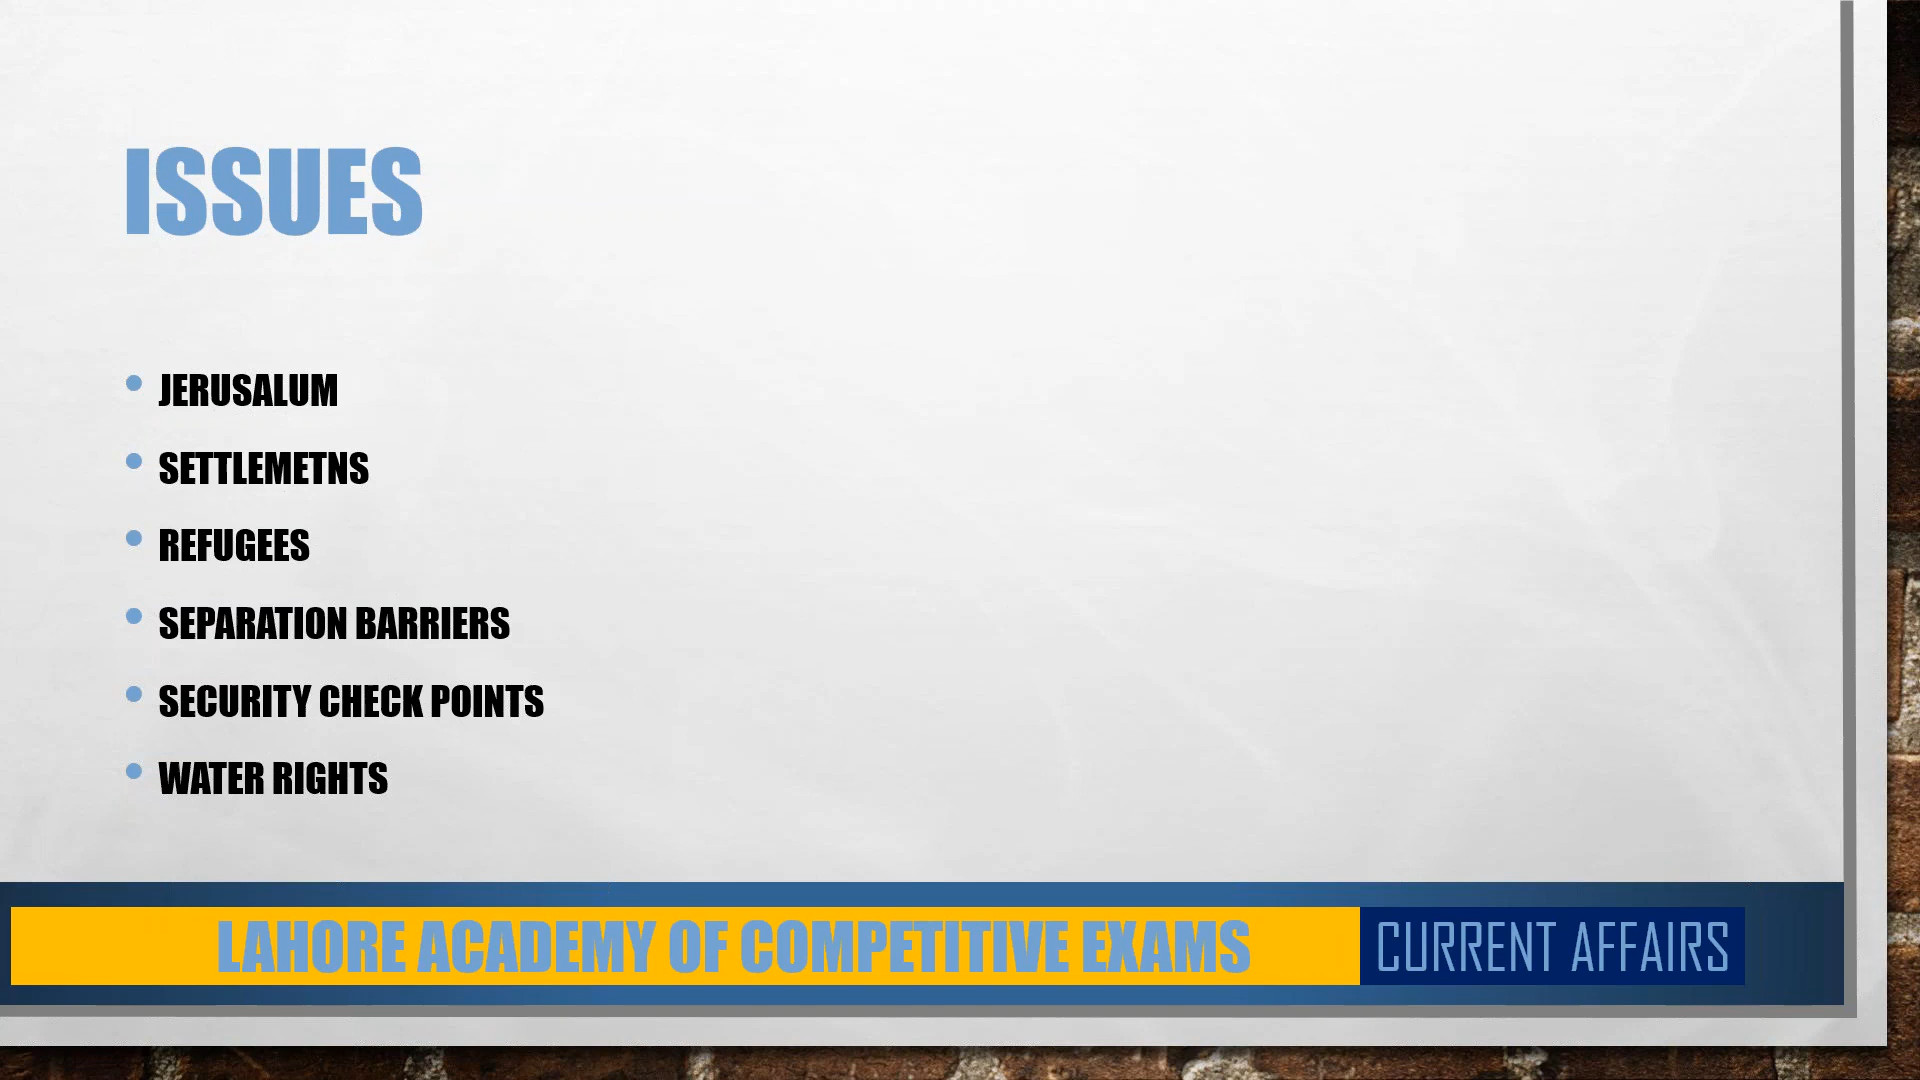 ISSUES
JERUSALUM
SETTLEMETNS
REFUGEES
SEPARATION BARRIERS
SECURITY CHECK POINTS
WATER RIGHTS
LAHORE ACADEMY OF COMPETITIVE EXAMS
CURRENT AFFAIRS